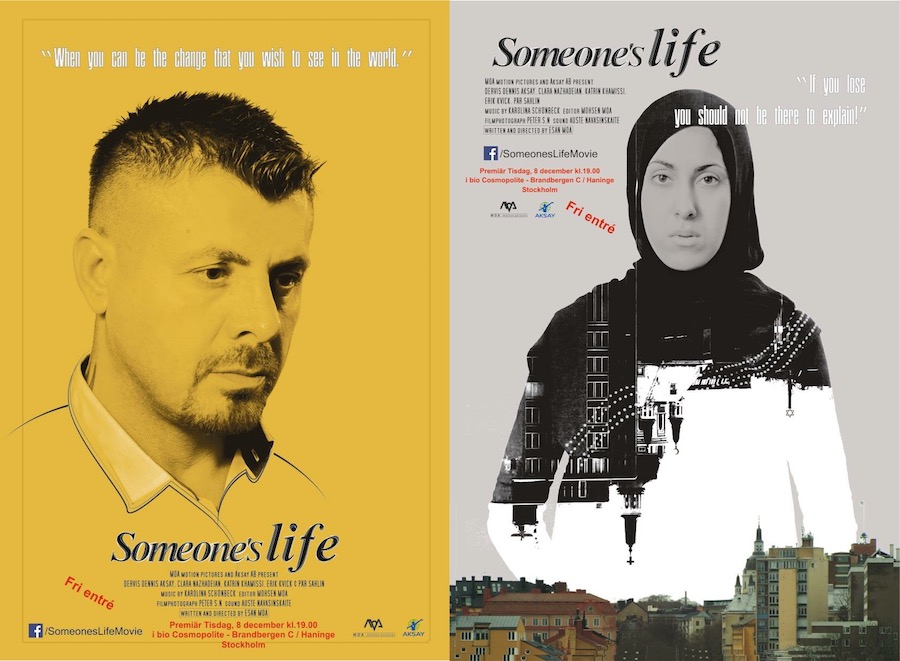 “When you can be the change that you wish to see in the world.”
Someone's life
MOA MOTION PICTURES AND AKSAY AB PRESENT
DERVIS DENNIS AKSAY, CLARA NAZHADEIAN, KATRIN KHAMISSI, ERIK KVICK & PÄR SAHLIN
MUSIC BY KAROLINA SCHÖNBECK EDITOR MOHSEN MOA
FILMPHOTOGRAPH PETER S.N SOUND AUSTE NAVASINSKAITE
WRITTEN AND DIRECTED BY ESAN MOA
Fri entré
Premiär Tisdag, 8 december kl.19.00
i bio Cosmopolite - Brandbergen C / Haninge
Stockholm
f /SomeonesLifeMovie
MOA
AKSAY
Someone's life
MOA MOTION PICTURES AND AKSAY AB PRESENT
DERVIS DENNIS AKSAY, CLARA NAZHADEIAN, KATRIN KHAMISSI,
ERIK KVICK, PÄR SAHLIN
MUSIC BY KAROLINA SCHÖNBECK EDITOR MOHSEN MOA
FILMPHOTOGRAPH PETER S.N SOUND AUSTE NAVASINSKAITE
WRITTEN AND DIRECTED BY ESAN MOA
“If you lose
you should not be there to explain!”
f /SomeonesLifeMovie
Premiär Tisdag, 8 december kl.19.00
i bio Cosmopolite - Brandbergen C / Haninge
Stockholm
MOA
AKSAY
Fri entré